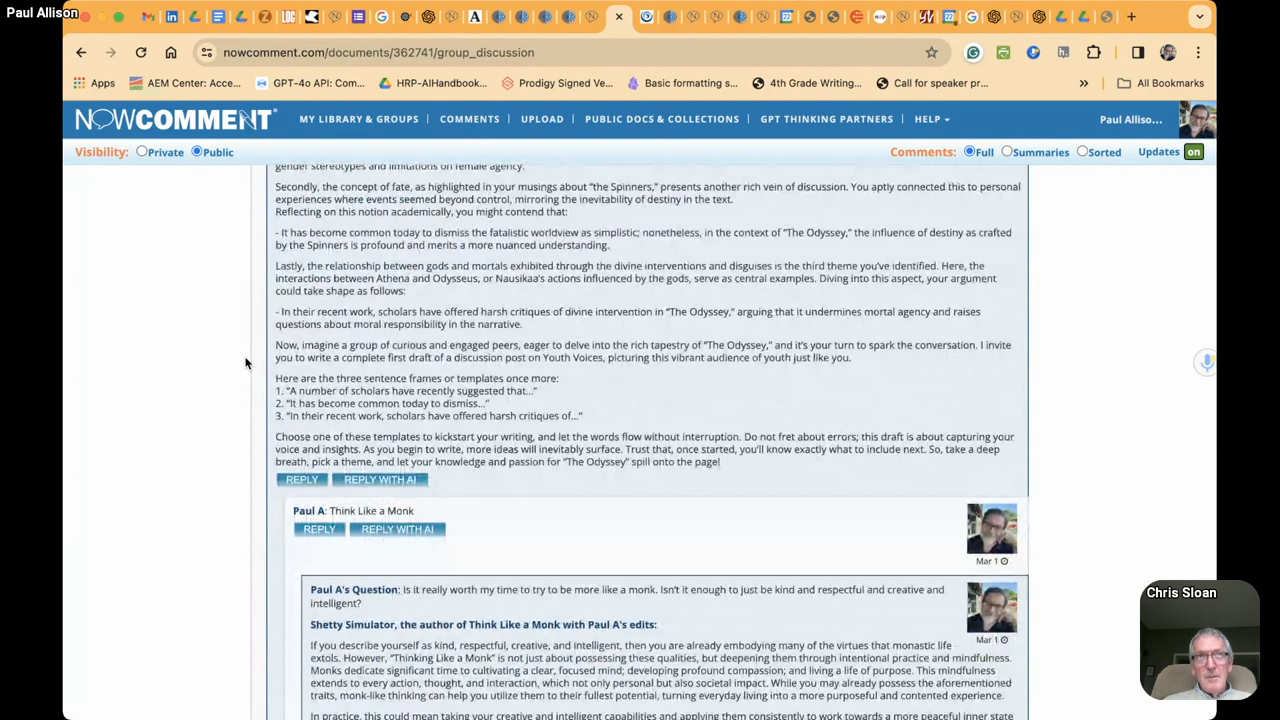 Paul Allison
nowcomment.com/documents/362741/group_discussion
Apps
AEM Center: Acce...
GPT-4o API: Com...
HRP-AIHandbook...
Prodigy Signed Ve...
Basic formatting s...
4th Grade Writing...
Call for speaker pr...
All Bookmarks
NOWCOMMENT
MY LIBRARY & GROUPS | COMMENTS | UPLOAD | PUBLIC DOCS & COLLECTIONS | GPT THINKING PARTNERS | HELP
Paul Alliso...
Visibility: Private Public
Comments: Full Summaries Sorted Updates on
gender stereotypes and limitations on female agency.
Secondly, the concept of fate, as highlighted in your musings about "the Spinners," presents another rich vein of discussion. You aptly connected this to personal
experiences where events seemed beyond control, mirroring the inevitability of destiny in the text.
Reflecting on this notion academically, you might contend that:
- It has become common today to dismiss the fatalistic worldview as simplistic; nonetheless, in the context of "The Odyssey," the influence of destiny as crafted
by the Spinners is profound and merits a more nuanced understanding.
Lastly, the relationship between gods and mortals exhibited through the divine interventions and disguises is the third theme you've identified. Here, the
interactions between Athena and Odysseus, or Nausikaa's actions influenced by the gods, serve as central examples. Diving into this aspect, your argument
could take shape as follows:
- In their recent work, scholars have offered harsh critiques of divine intervention in "The Odyssey," arguing that it undermines mortal agency and raises
questions about moral responsibility in the narrative.
Now, imagine a group of curious and engaged peers, eager to delve into the rich tapestry of "The Odyssey," and it's your turn to spark the conversation. I invite
you to write a complete first draft of a discussion post on Youth Voices, picturing this vibrant audience of youth just like you.
Here are the three sentence frames or templates once more:
1. "A number of scholars have recently suggested that..."
2. "It has become common today to dismiss..."
3. "In their recent work, scholars have offered harsh critiques of..."
Choose one of these templates to kickstart your writing, and let the words flow without interruption. Do not fret about errors; this draft is about capturing your
voice and insights. As you begin to write, more ideas will inevitably surface. Trust that, once started, you'll know exactly what to include next. So, take a deep
breath, pick a theme, and let your knowledge and passion for "The Odyssey" spill onto the page!
REPLY REPLY WITH AI
Paul A: Think Like a Monk
REPLY REPLY WITH AI
Mar 1
Paul A's Question: Is it really worth my time to try to be more like a monk. Isn't it enough to just be kind and respectful and creative and
intelligent?
Shetty Simulator, the author of Think Like a Monk with Paul A's edits:
Mar 1
If you describe yourself as kind, respectful, creative, and intelligent, then you are already embodying many of the virtues that monastic life
extols. However, "Thinking Like a Monk" is not just about possessing these qualities, but deepening them through intentional practice and mindfulness.
Monks dedicate significant time to cultivating a clear, focused mind; developing profound compassion; and living a life of purpose. This mindfulness
extends to every action, thought, and interaction, which not only personal but also societal impact. While you may already possess the aforementioned
traits, monk-like thinking can help you utilize them to their fullest potential, turning everyday living into a more purposeful and contented experience.
In practice, this could mean taking your creative and intelligent capabilities and applying them consistently to work towards a more peaceful inner state
Chris Sloan